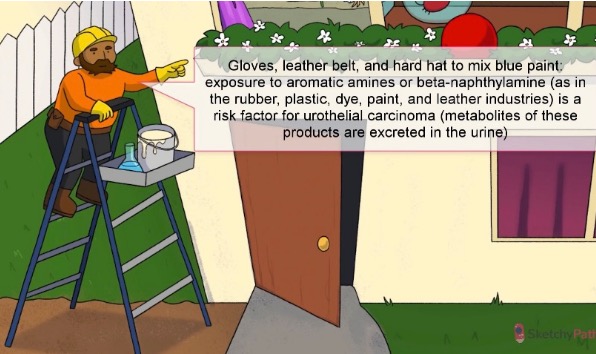 Gloves, leather belt, and hard hat to mix blue paint:
exposure to aromatic amines or beta-naphthylamine (as in
the rubber, plastic, dye, paint, and leather industries) is a
risk factor for urothelial carcinoma (metabolites of these
products are excreted in the urine)
SketchyPath